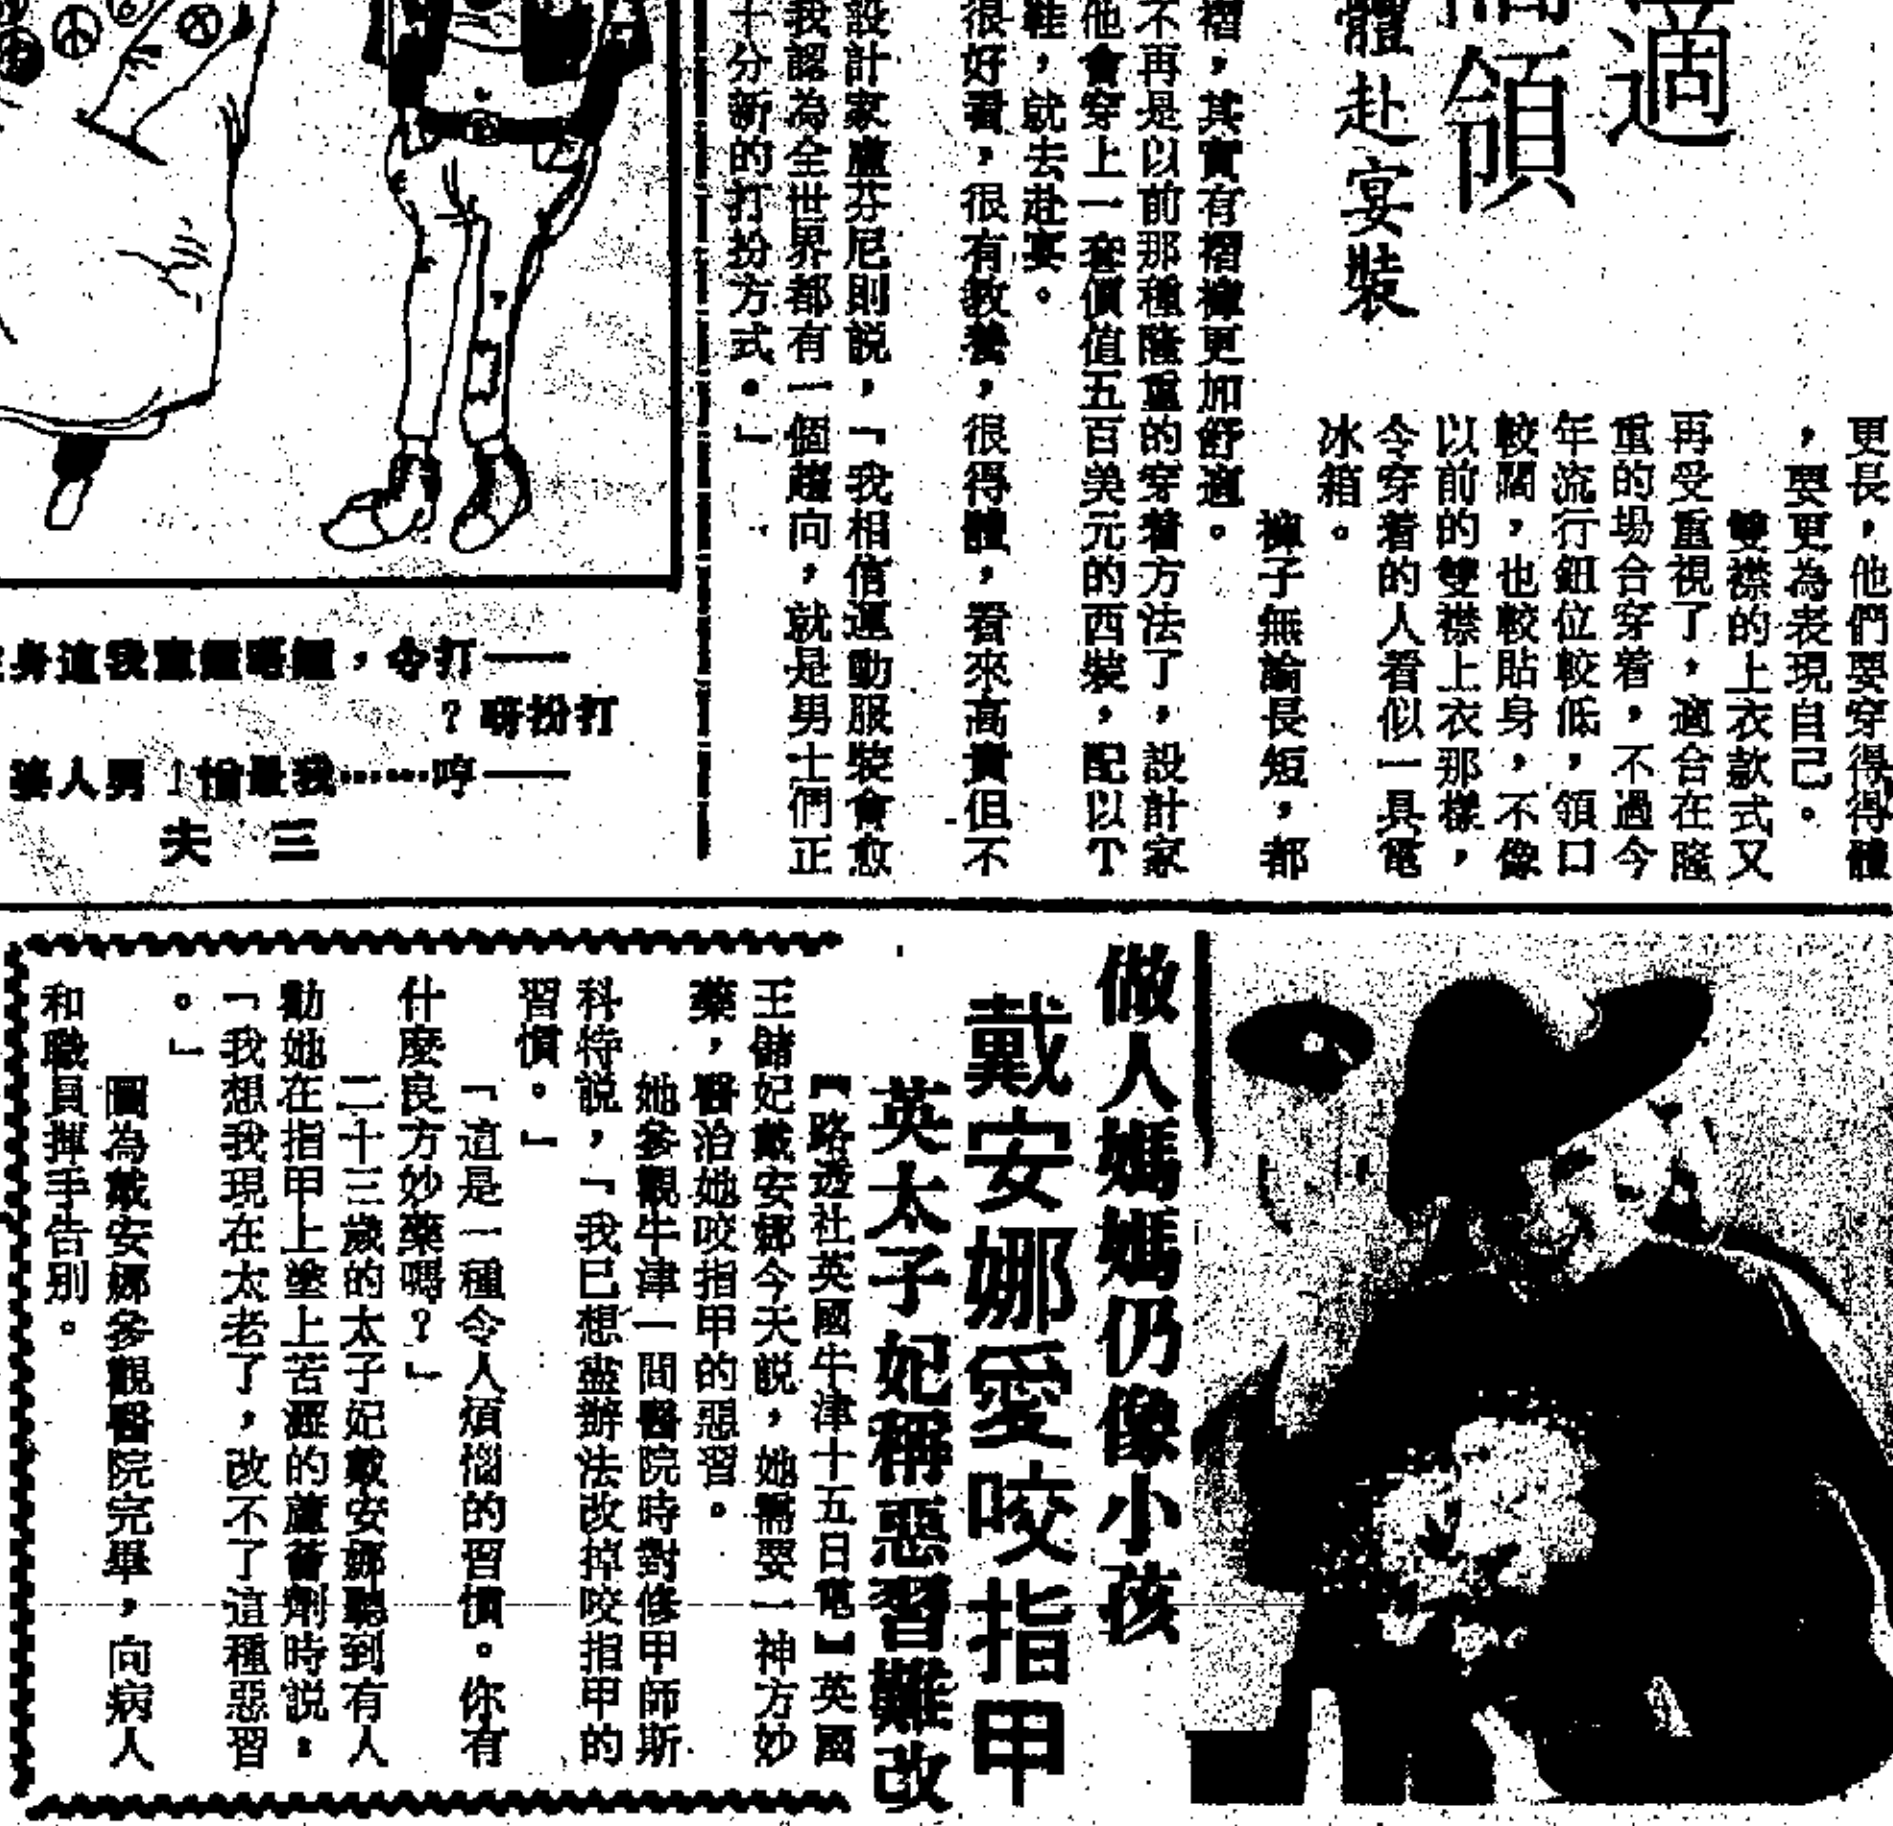 適
領
體赴宴裝
更長，他們要穿得得體
，要更為表現自己。
雙襟的上衣款式又
再受重視了，適合在隆
重的場合穿着，不過今
年流行鈕位較低，領口
較闊，也較貼身，不像
以前的雙襟上衣那樣，
令穿着的人看似一具電
冰箱。
褲子無論長短，都
褶，其實有褶褲更加舒適。
不再是以前那種隆重的穿着方法了，設計家
他會穿上一套價值五百美元的西裝，配以T
鞋，就去赴宴。
很好看，很有教養，很得體，看來高貴但不
設計家盧芬尼則説，「我相信運動服裝會愈
我認為全世界都有一個趨向，就是男士們正
十分新的打扮方式。」
——打令，
打扮呀？
——哼……我最憎！男人婆
三夫
做人媽媽仍像小孩
戴安娜愛咬指甲
英太子妃稱惡習難改
【路透社英國牛津十五日電】英國
王儲妃戴安娜今天説，她需要一神方妙
藥，醫治她咬指甲的惡習。
她參觀牛津一間醫院時對修甲師斯
科特説，「我已想盡辦法改掉咬指甲的
習慣。」
「這是一種令人煩惱的習慣。你有
什麼良方妙藥嗎？」
二十三歲的太子妃戴安娜聽到有人
勸她在指甲上塗上苦澀的蘆薈劑時説：
「我想我現在太老了，改不了這種惡習
。」
圖為戴安娜參觀醫院完畢，向病人
和職員揮手告別。